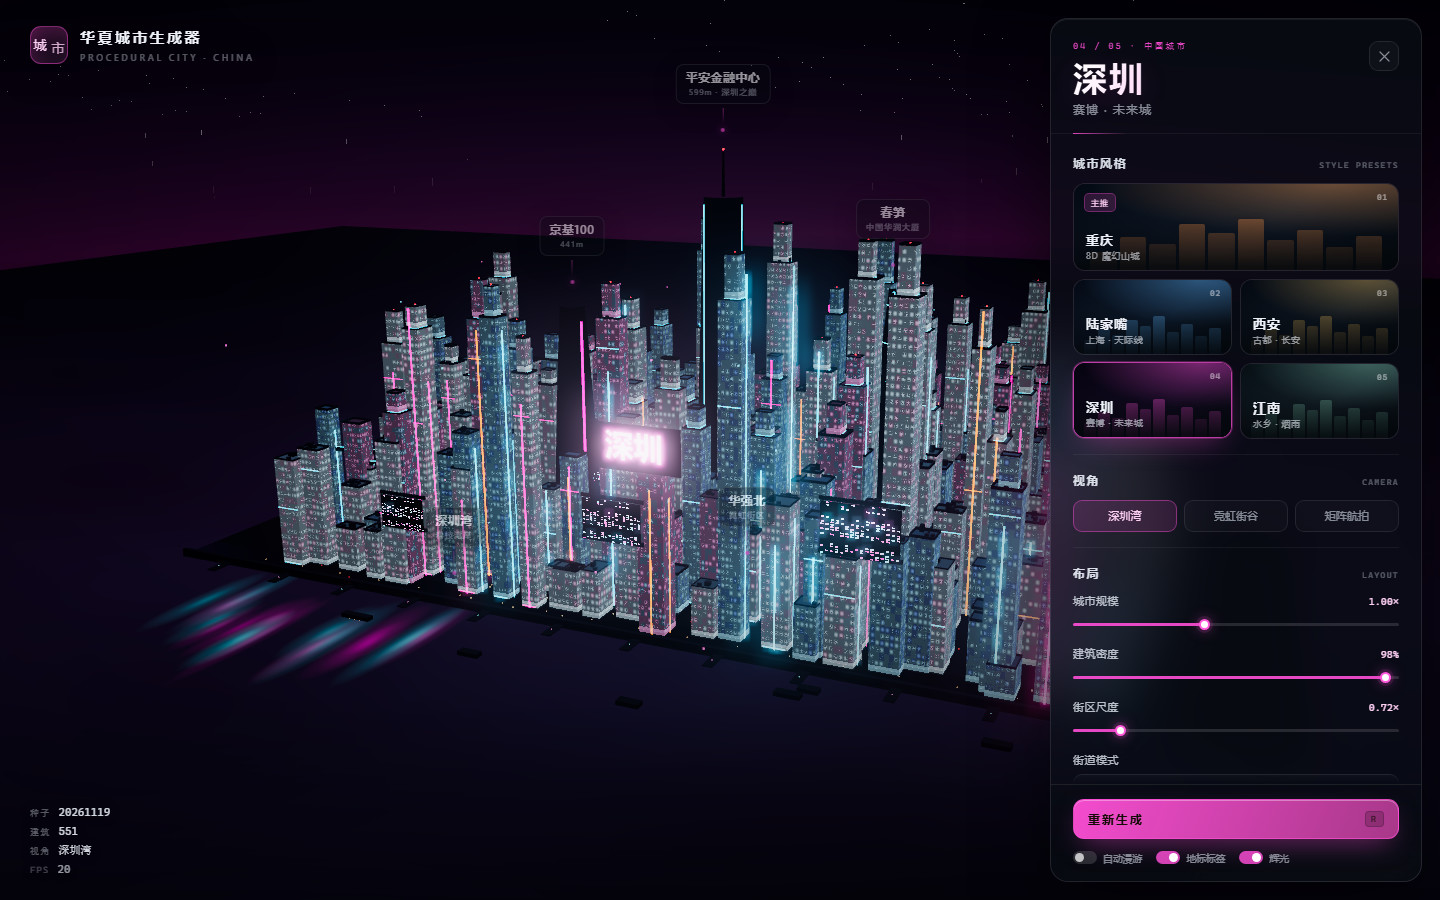 城市
华夏城市生成器
PROCEDURAL CITY · CHINA
平安金融中心
599m · 深圳之巅
京基100
441m
春笋
中国华润大厦
深圳
深圳湾
华强北
种子 20261119
建筑 551
视角 深圳湾
FPS 20
04 / 05 · 中国城市
深圳
赛博 · 未来城
城市风格
STYLE PRESETS
主推
01
重庆
8D 魔幻山城
02
陆家嘴
上海 · 天际线
03
西安
古都 · 长安
04
深圳
赛博 · 未来城
05
江南
水乡 · 烟雨
视角
CAMERA
深圳湾
霓虹街谷
矩阵航拍
布局
LAYOUT
城市规模
1.00×
建筑密度
98%
街区尺度
0.72×
街道模式
重新生成
R
自动漫游
地标标签
辉光